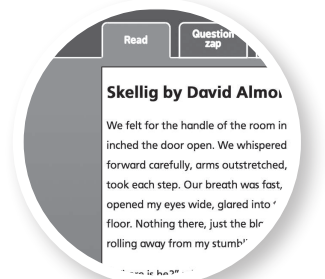 Read
Question
zap
Skellig by David
We felt for the handle of the room in
inched the door open. We whispered
forward carefully, arms outstretched,
took each step. Our breath was fast,
opened my eyes wide, glared into
floor. Nothing there, just the
rolling away from my
is he?"